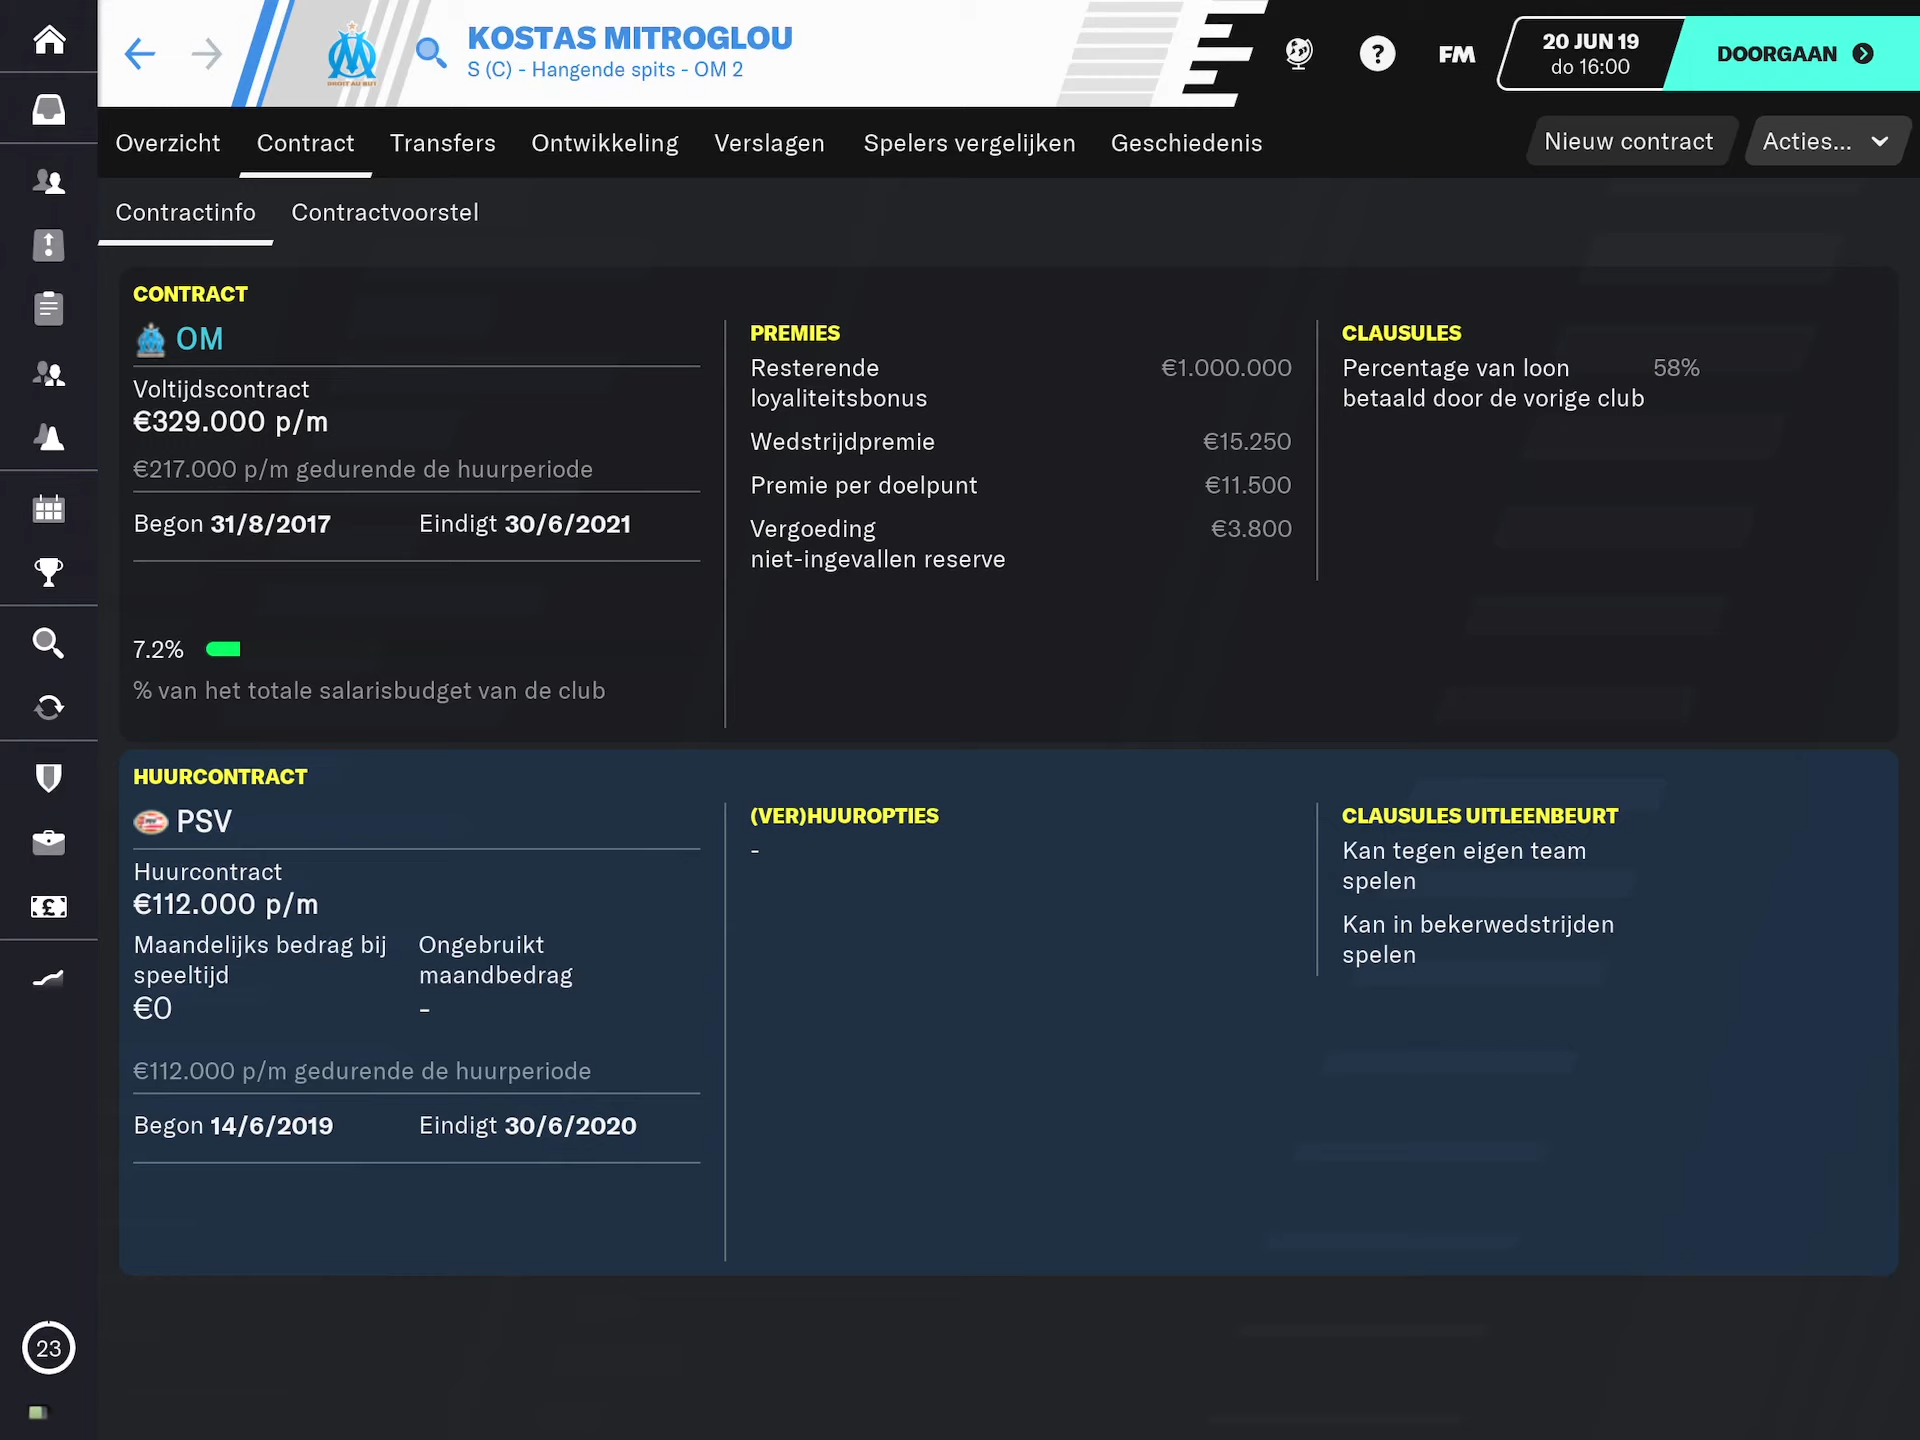 KOSTAS MITROGLOU
S (C) - Hangende spits - OM 2
DROIT AU BUT
?
FM
20 JUN 19
do 16:00
DOORGAAN
Overzicht
Contract
Transfers
Ontwikkeling
Verslagen
Spelers vergelijken
Geschiedenis
Nieuw contract
Acties...
Contractinfo
Contractvoorstel
CONTRACT
OM
Voltijdscontract
€329.000 p/m
€217.000 p/m gedurende de huurperiode
Begon 31/8/2017
Eindigt 30/6/2021
7.2%
% van het totale salarisbudget van de club
PREMIES
Resterende
loyaliteitsbonus
€1.000.000
Wedstrijdpremie
€15.250
Premie per doelpunt
€11.500
Vergoeding
niet-ingevallen reserve
€3.800
CLAUSULES
Percentage van loon
betaald door de vorige club
58%
HUURCONTRACT
PSV
Huurcontract
€112.000 p/m
Maandelijks bedrag bij
speeltijd
€0
Ongebruikt
maandbedrag
-
€112.000 p/m gedurende de huurperiode
Begon 14/6/2019
Eindigt 30/6/2020
(VER)HUUROPTIES
-
CLAUSULES UITLEENBEURT
Kan tegen eigen team
spelen
Kan in bekerwedstrijden
spelen
23